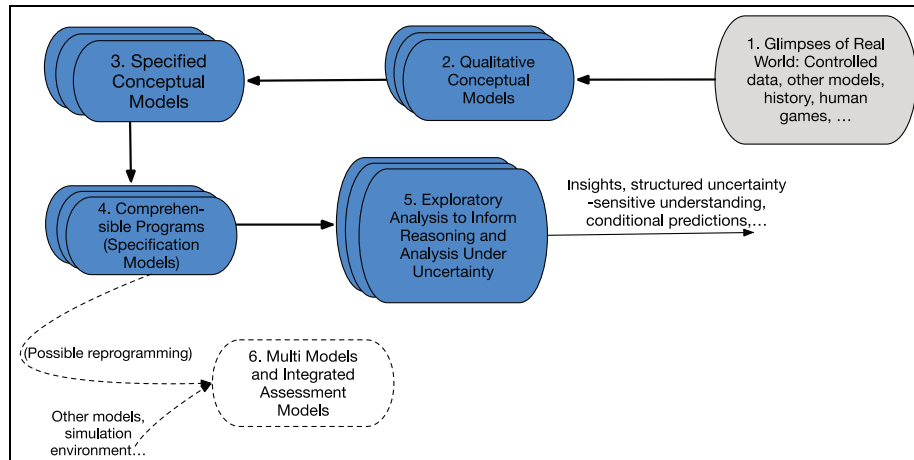 1. Glimpses of Real
World: Controlled
data, other models,
history, human
games, …
2. Qualitative
Conceptual
Models
3. Specified
Conceptual
Models
4. Comprehen-
sible Programs
(Specification
Models)
5. Exploratory
Analysis to Inform
Reasoning and
Analysis Under
Uncertainty
Insights, structured uncertainty
-sensitive understanding,
conditional predictions,…
(Possible reprogramming)
6. Multi Models
and Integrated
Assessment
Models
Other models,
simulation
environment…